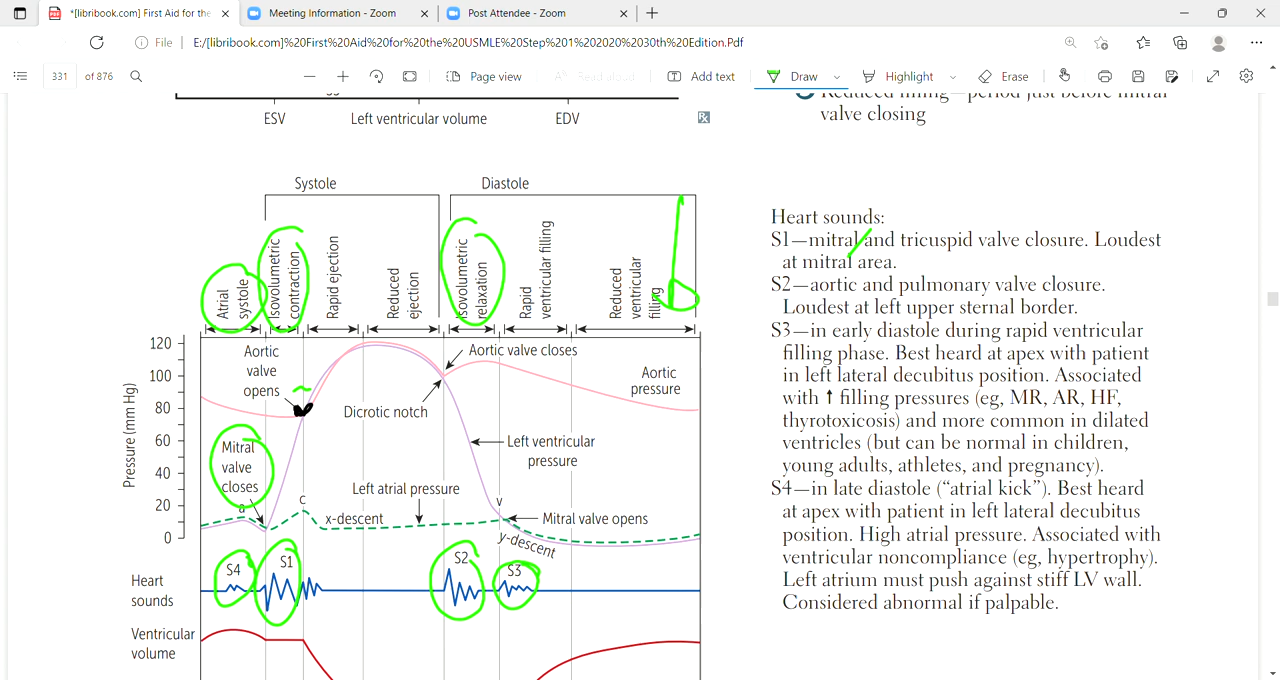 *[libribook.com] First Aid for the
Meeting Information - Zoom
Post Attendee - Zoom
File
E:/[libribook.com]%20First%20Aid%20for%20the%20USMLE%20Step%201%202020%2030th%20Edition.Pdf
331
of 876
Page view
Read aloud
Add text
Draw
Highlight
Erase
ESV
Left ventricular volume
EDV
Rx
Reduced filling—period just before mitral
valve closing
Systole
Diastole
Atrial
systole
Isovolumetric
contraction
Rapid ejection
Reduced
ejection
Isovolumetric
relaxation
Rapid
ventricular filling
Reduced
ventricular
filling
Pressure (mm Hg)
120
100
80
60
40
20
0
Aortic
valve
opens
Mitral
valve
closes
Aortic valve closes
Dicrotic notch
Aortic
pressure
Left ventricular
pressure
Left atrial pressure
a
c
x-descent
v
Mitral valve opens
y-descent
Heart
sounds
S4
S1
S2
S3
Ventricular
volume
Heart sounds:
S1—mitral and tricuspid valve closure. Loudest
at mitral area.
S2—aortic and pulmonary valve closure.
Loudest at left upper sternal border.
S3—in early diastole during rapid ventricular
filling phase. Best heard at apex with patient
in left lateral decubitus position. Associated
with ↑ filling pressures (eg, MR, AR, HF,
thyrotoxicosis) and more common in dilated
ventricles (but can be normal in children,
young adults, athletes, and pregnancy).
S4—in late diastole (“atrial kick”). Best heard
at apex with patient in left lateral decubitus
position. High atrial pressure. Associated with
ventricular noncompliance (eg, hypertrophy).
Left atrium must push against stiff LV wall.
Considered abnormal if palpable.